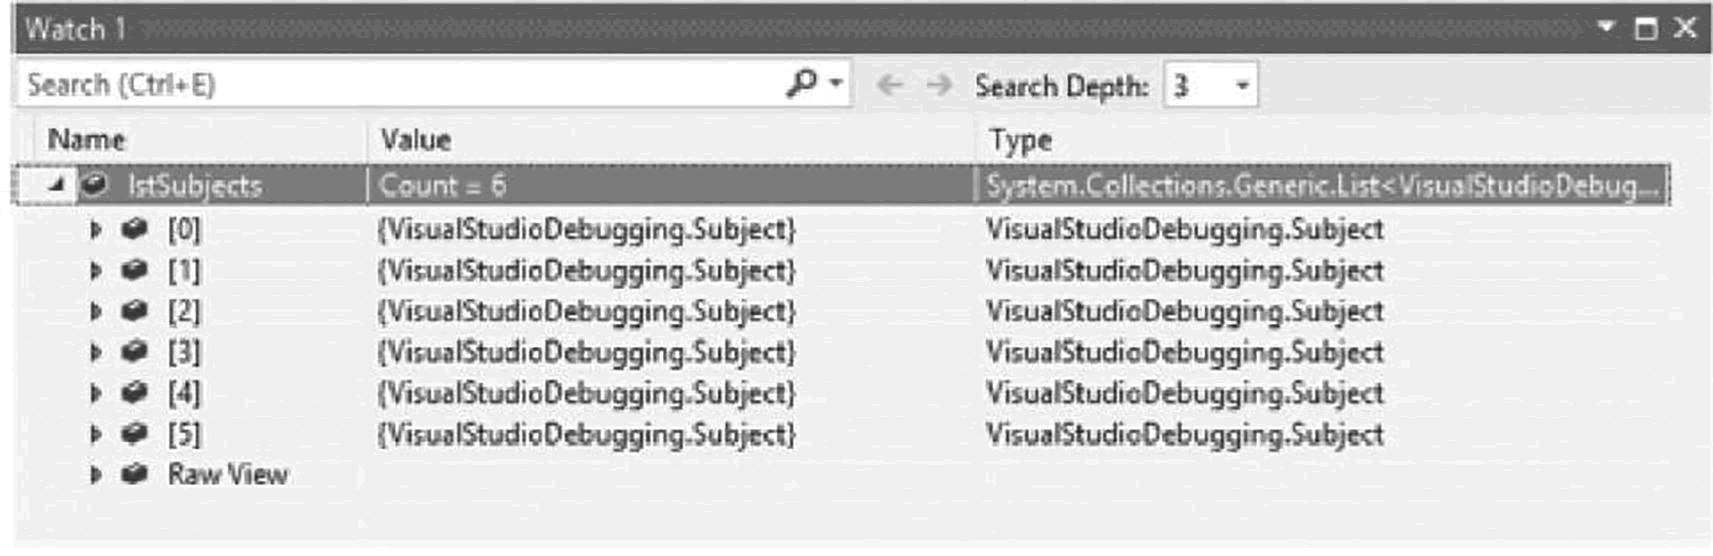 Watch 1
Search (Ctrl+E) Search Depth: 3
Name Value Type
lstSubjects Count = 6 System.Collections.Generic.List<VisualStudioDebug...
[0] {VisualStudioDebugging.Subject} VisualStudioDebugging.Subject
[1] {VisualStudioDebugging.Subject} VisualStudioDebugging.Subject
[2] {VisualStudioDebugging.Subject} VisualStudioDebugging.Subject
[3] {VisualStudioDebugging.Subject} VisualStudioDebugging.Subject
[4] {VisualStudioDebugging.Subject} VisualStudioDebugging.Subject
[5] {VisualStudioDebugging.Subject} VisualStudioDebugging.Subject
Raw View